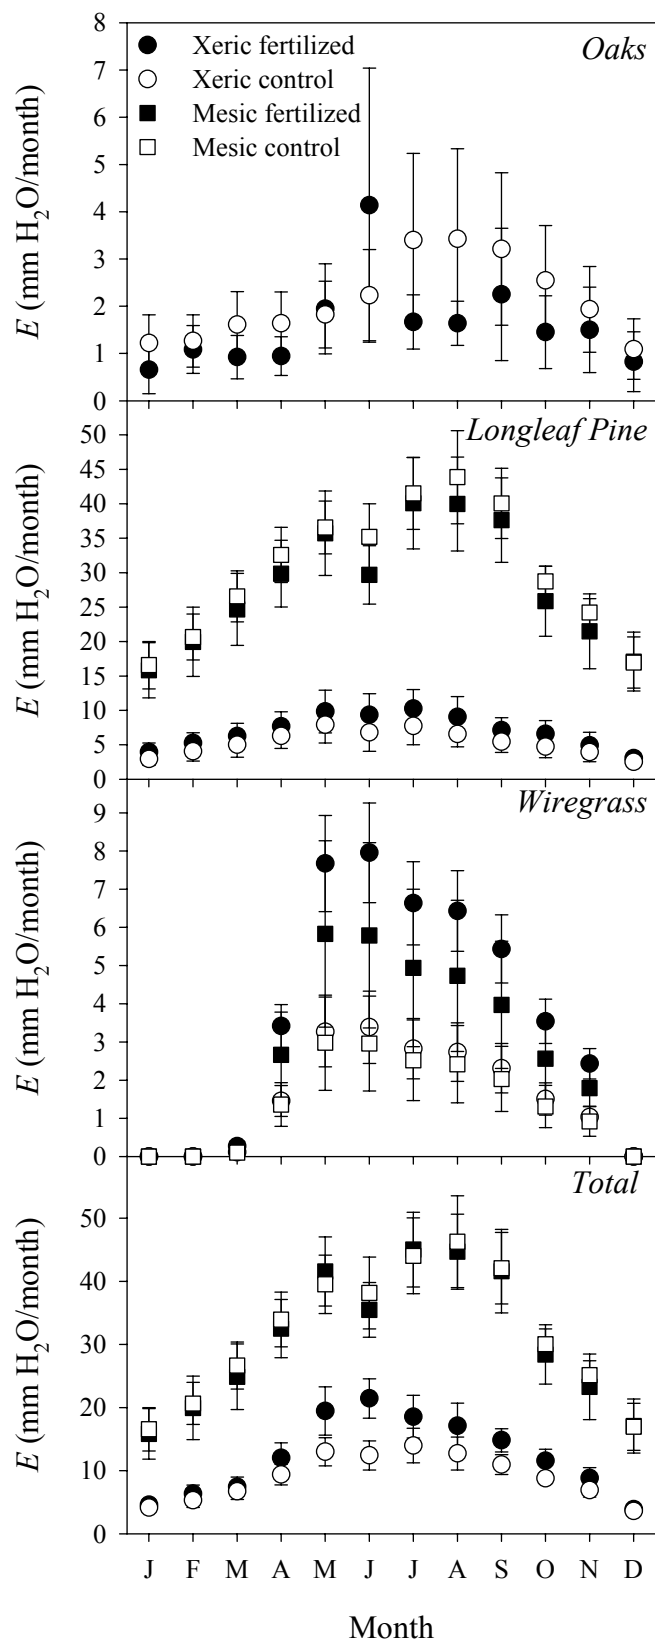 8
Xeric fertilized
Oaks
7
Xeric control
6
Mesic fertilized
5
Mesic control
4
3
2
1
0
E (mm H₂O/month)
Longleaf Pine
50
45
40
35
30
25
20
15
10
5
0
E (mm H₂O/month)
Wiregrass
9
8
7
6
5
4
3
2
1
0
E (mm H₂O/month)
Total
50
40
30
20
10
0
E (mm H₂O/month)
J F M A M J J A S O N D
Month